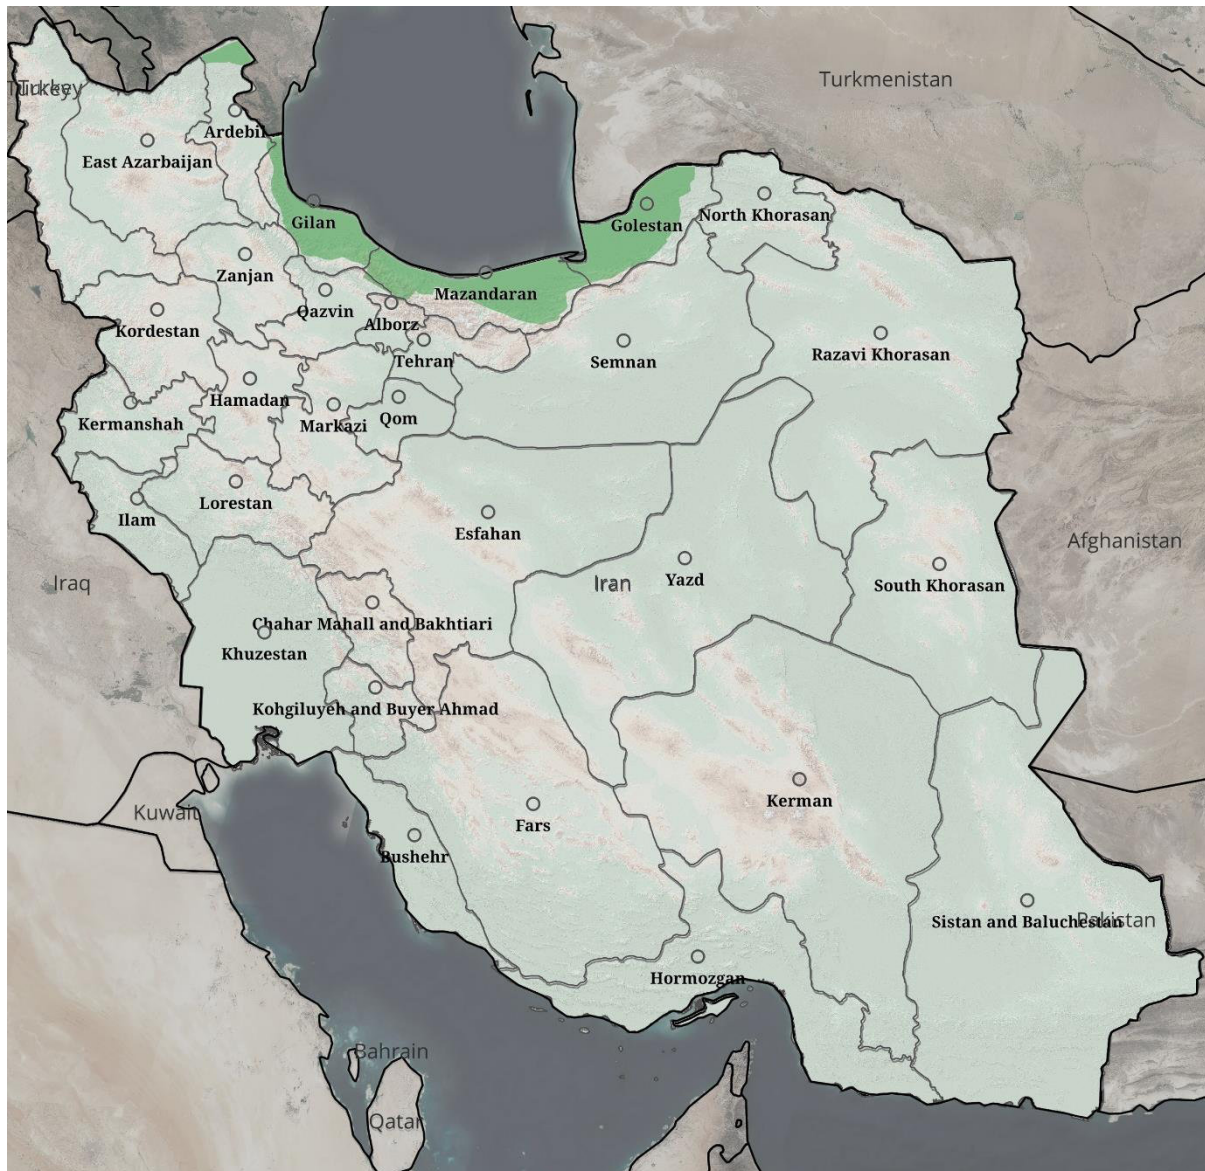 Turkmenistan
Turkey
Turkey
Ardebil
East Azarbaijan
Gilan
Golestan
North Khorasan
Zanjan
Mazandaran
Qazvin
Alborz
Kordestan
Tehran
Semnan
Razavi Khorasan
Hamadan
Kermanshah
Markazi
Qom
Lorestan
Ilam
Esfahan
Afghanistan
Iraq
Iran
Yazd
South Khorasan
Chahar Mahall and Bakhtiari
Khuzestan
Kohgiluyeh and Buyer Ahmad
Kerman
Kuwait
Fars
Bushehr
Sistan and Baluchestan
Pakistan
Hormozgan
Bahrain
Qatar